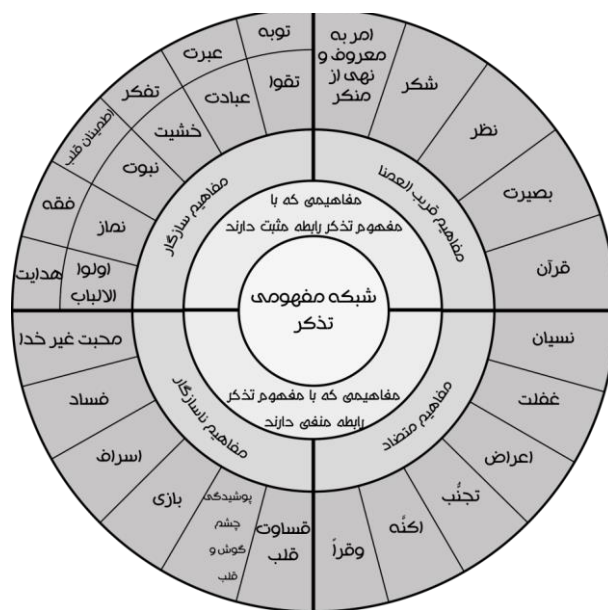 شبکه مفهومی
تذکر
مفاهیمی که با
مفهوم تذکر رابطه مثبت دارند
مفاهیم قریب المعنا
امر به
معروف و
نهی از
منکر
شکر
نظر
بصیرت
قرآن
مفاهیم سازگار
توبه
عبرت
تفکر
اطمینان قلب
فقه
هدایت
تقوا
عبادت
خشیت
نبوت
نماز
اولوا
الالباب
مفاهیمی که با مفهوم تذکر
رابطه منفی دارند
مفاهیم متضاد
نسیان
غفلت
اعراض
تجنُّب
اکنَّه
وقراً
مفاهیم ناسازگار
محبت غیر خدا
فساد
اسراف
بازی
پوشیدگی
چشم
گوش و
قلب
قساوت
قلب